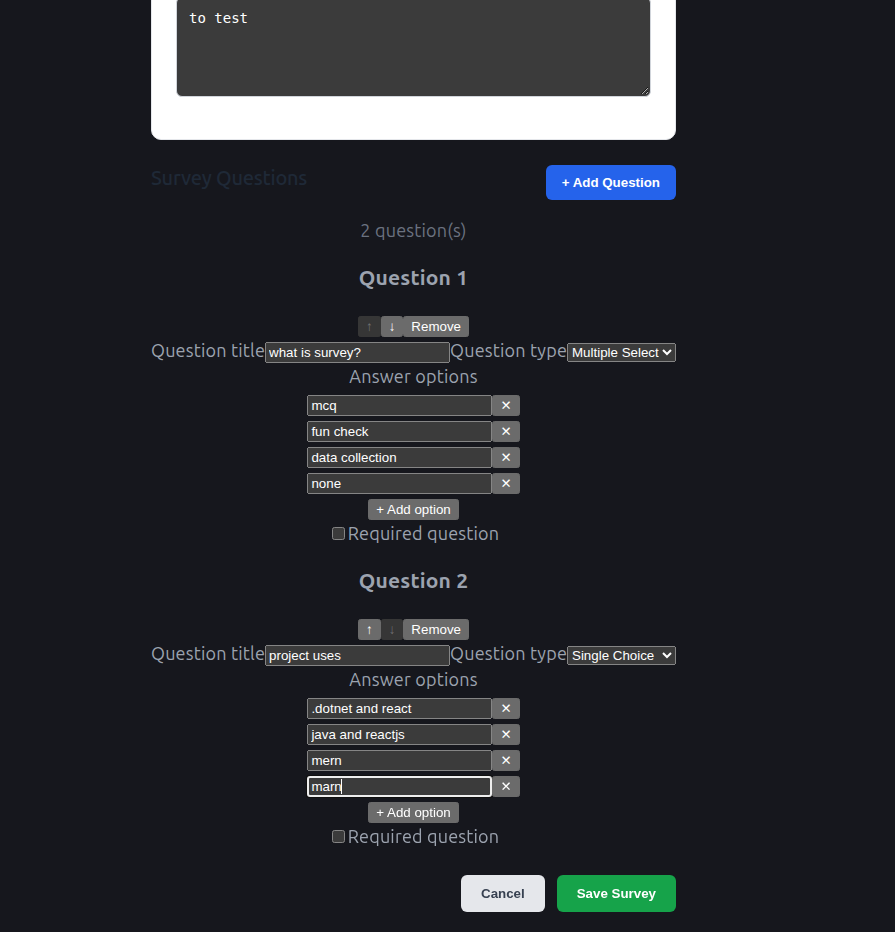 to test
Survey Questions
+ Add Question
2 question(s)
Question 1
↑ ↓ Remove
Question title what is survey? Question type Multiple Select
Answer options
mcq ✕
fun check ✕
data collection ✕
none ✕
+ Add option
Required question
Question 2
↑ ↓ Remove
Question title project uses Question type Single Choice
Answer options
.dotnet and react ✕
java and reactjs ✕
mern ✕
marn ✕
+ Add option
Required question
Cancel Save Survey